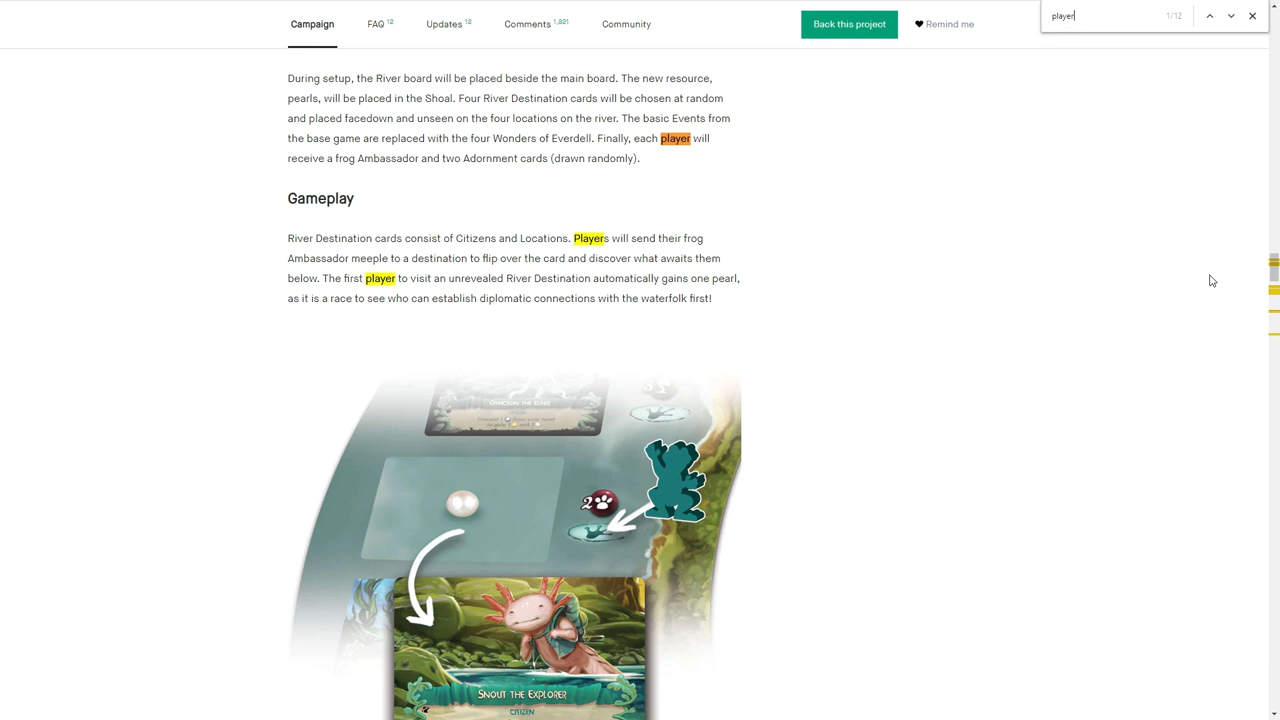 Campaign
FAQ 12
Updates 12
Comments 1,821
Community
Back this project
Remind me
player
1/12
During setup, the River board will be placed beside the main board. The new resource,
pearls, will be placed in the Shoal. Four River Destination cards will be chosen at random
and placed facedown and unseen on the four locations on the river. The basic Events from
the base game are replaced with the four Wonders of Everdell. Finally, each player will
receive a frog Ambassador and two Adornment cards (drawn randomly).
Gameplay
River Destination cards consist of Citizens and Locations. Players will send their frog
Ambassador meeple to a destination to flip over the card and discover what awaits them
below. The first player to visit an unrevealed River Destination automatically gains one pearl,
as it is a race to see who can establish diplomatic connections with the waterfolk first!
2
Snout the Explorer
CITIZEN